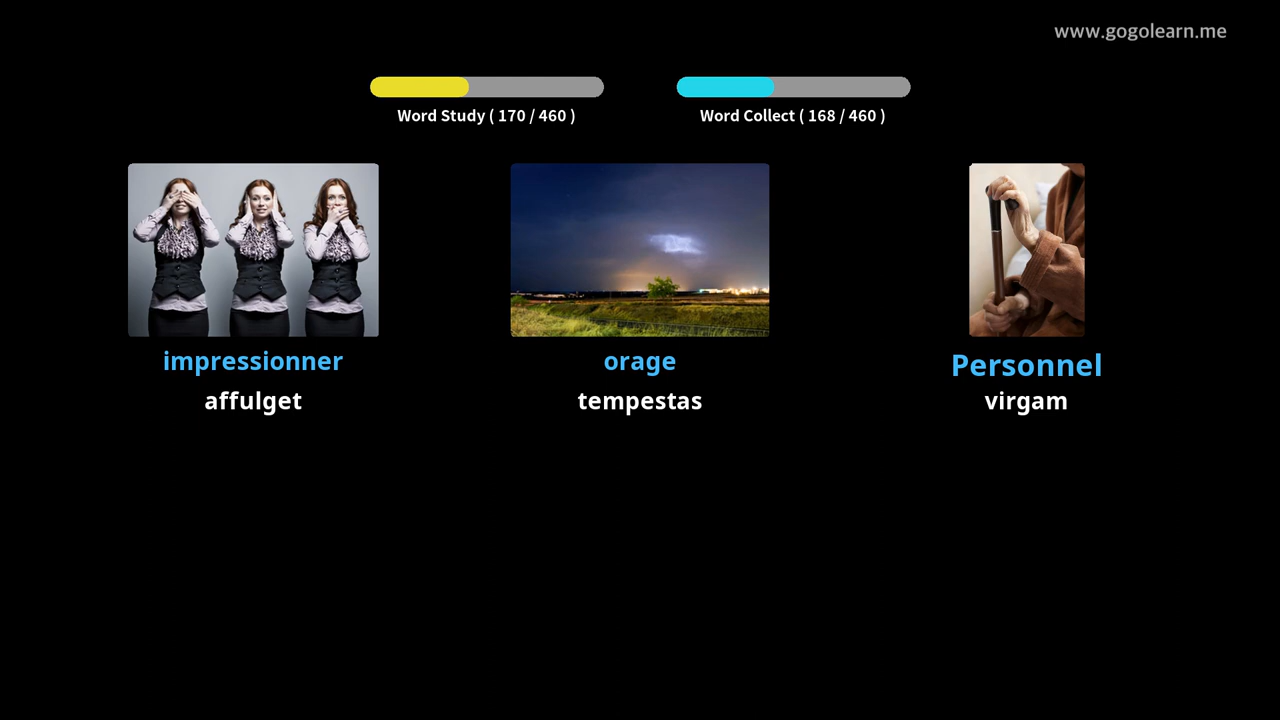 www.gogolearn.me
Word Study ( 170 / 460 )
Word Collect ( 168 / 460 )
impressionner
orage
Personnel
affulget
tempestas
virgam